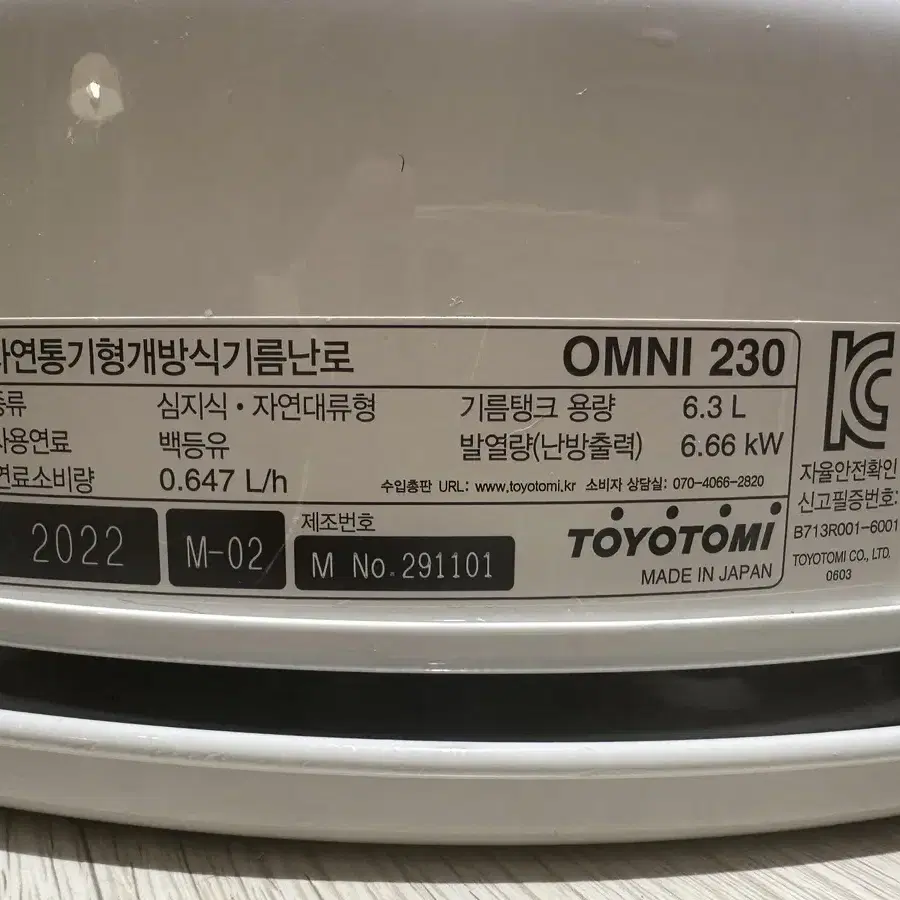 자연통기형개방식기름난로 OMNI 230
종류 심지식 · 자연대류형 기름탱크 용량 6.3 L
사용연료 백등유 발열량(난방출력) 6.66 kW
연료소비량 0.647 L/h 수입총판 URL: www.toyotomi.kr 소비자 상담실: 070-4066-2820
2022 M-02 제조번호 M No. 291101
TOYOTOMI
MADE IN JAPAN
자율안전확인
신고필증번호:
B713R001-6001
TOYOTOMI CO., LTD.
0603